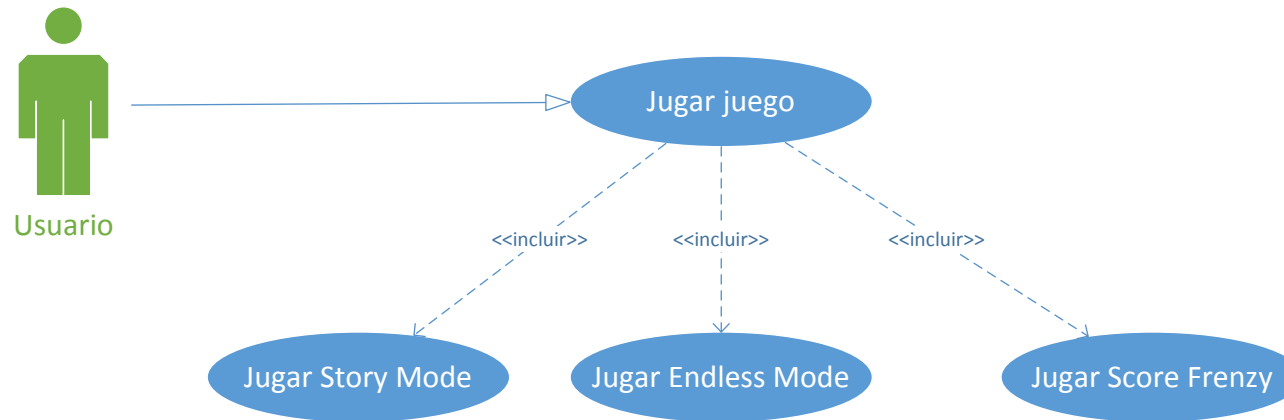 Jugar juego
Usuario
<<incluir>>
<<incluir>>
<<incluir>>
Jugar Story Mode
Jugar Endless Mode
Jugar Score Frenzy